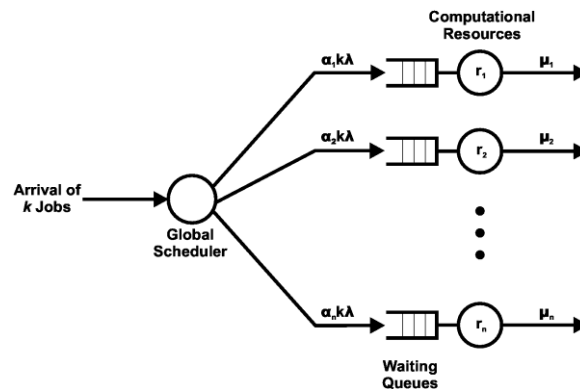 Computational
Resources
α₁kλ
r₁
μ₁
α₂kλ
r₂
μ₂
Arrival of
k Jobs
Global
Scheduler
αₙkλ
rₙ
μₙ
Waiting
Queues